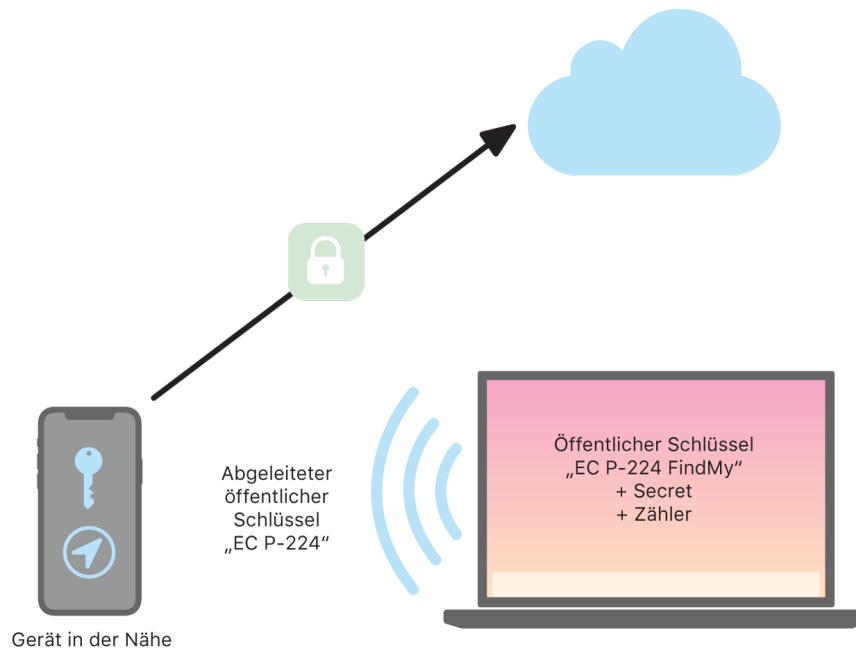 Öffentlicher Schlüssel
„EC P-224 FindMy“
+ Secret
+ Zähler
Abgeleiteter
öffentlicher
Schlüssel
„EC P-224“
Gerät in der Nähe